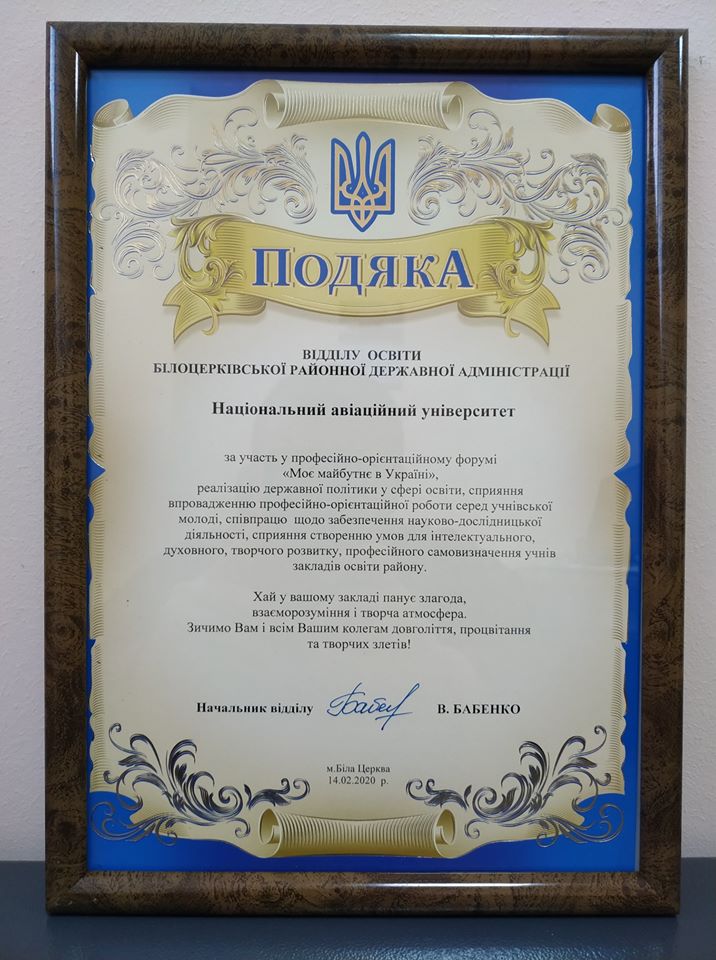 ПОДЯКА
ВІДДІЛУ ОСВІТИ
БІЛОЦЕРКІВСЬКОЇ РАЙОННОЇ ДЕРЖАВНОЇ АДМІНІСТРАЦІЇ
Національний авіаційний університет
за участь у професійно-орієнтаційному форумі
«Моє майбутнє в Україні»,
реалізацію державної політики у сфері освіти, сприяння
впровадженню професійно-орієнтаційної роботи серед учнівської
молоді, співпрацю щодо забезпечення науково-дослідницької
діяльності, сприяння створенню умов для інтелектуального,
духовного, творчого розвитку, професійного самовизначення учнів
закладів освіти району.
Хай у вашому закладі панує злагода,
взаєморозуміння і творча атмосфера.
Зичимо Вам і всім Вашим колегам довголіття, процвітання
та творчих злетів!
Начальник відділу Бабен В. БАБЕНКО
м.Біла Церква
14.02.2020 р.